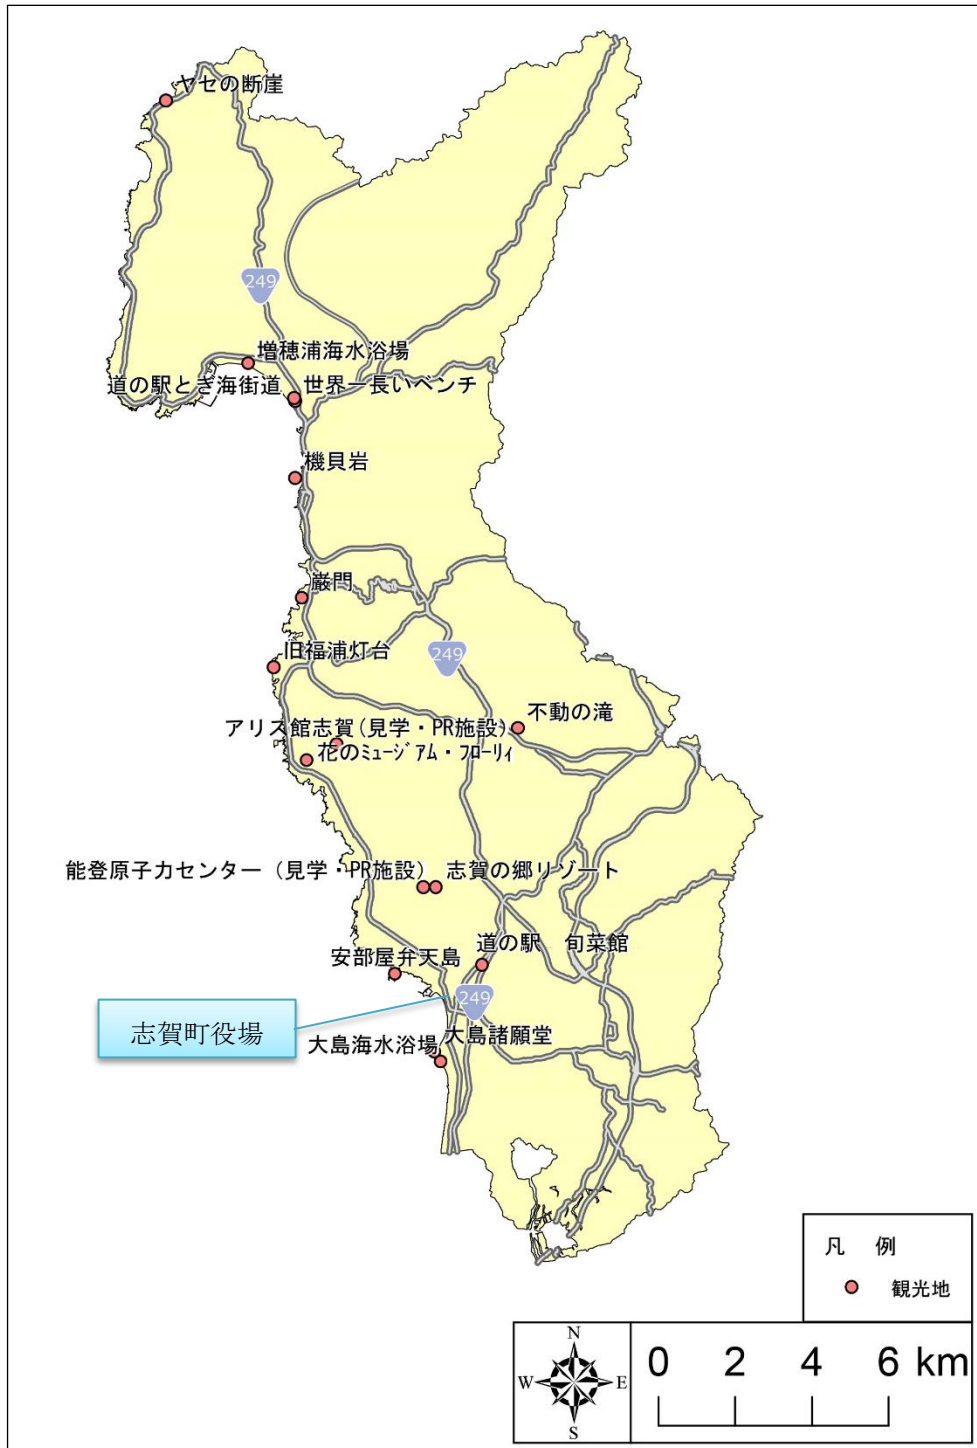 ヤセの断崖
249
増穂浦海水浴場
道の駅とぎ海街道
世界一長いベンチ
機具岩
巌門
旧福浦灯台
249
不動の滝
アリス館志賀(見学・PR施設)
花のﾐｭｰｼﾞｱﾑ・ﾌﾛｰﾘｨ
能登原子力センター（見学・PR施設）
志賀の郷リゾート
道の駅　旬菜館
安部屋弁天島
249
志賀町役場
大島諸願堂
大島海水浴場
凡 例
観光地
N
W
E
S
0 2 4 6 km